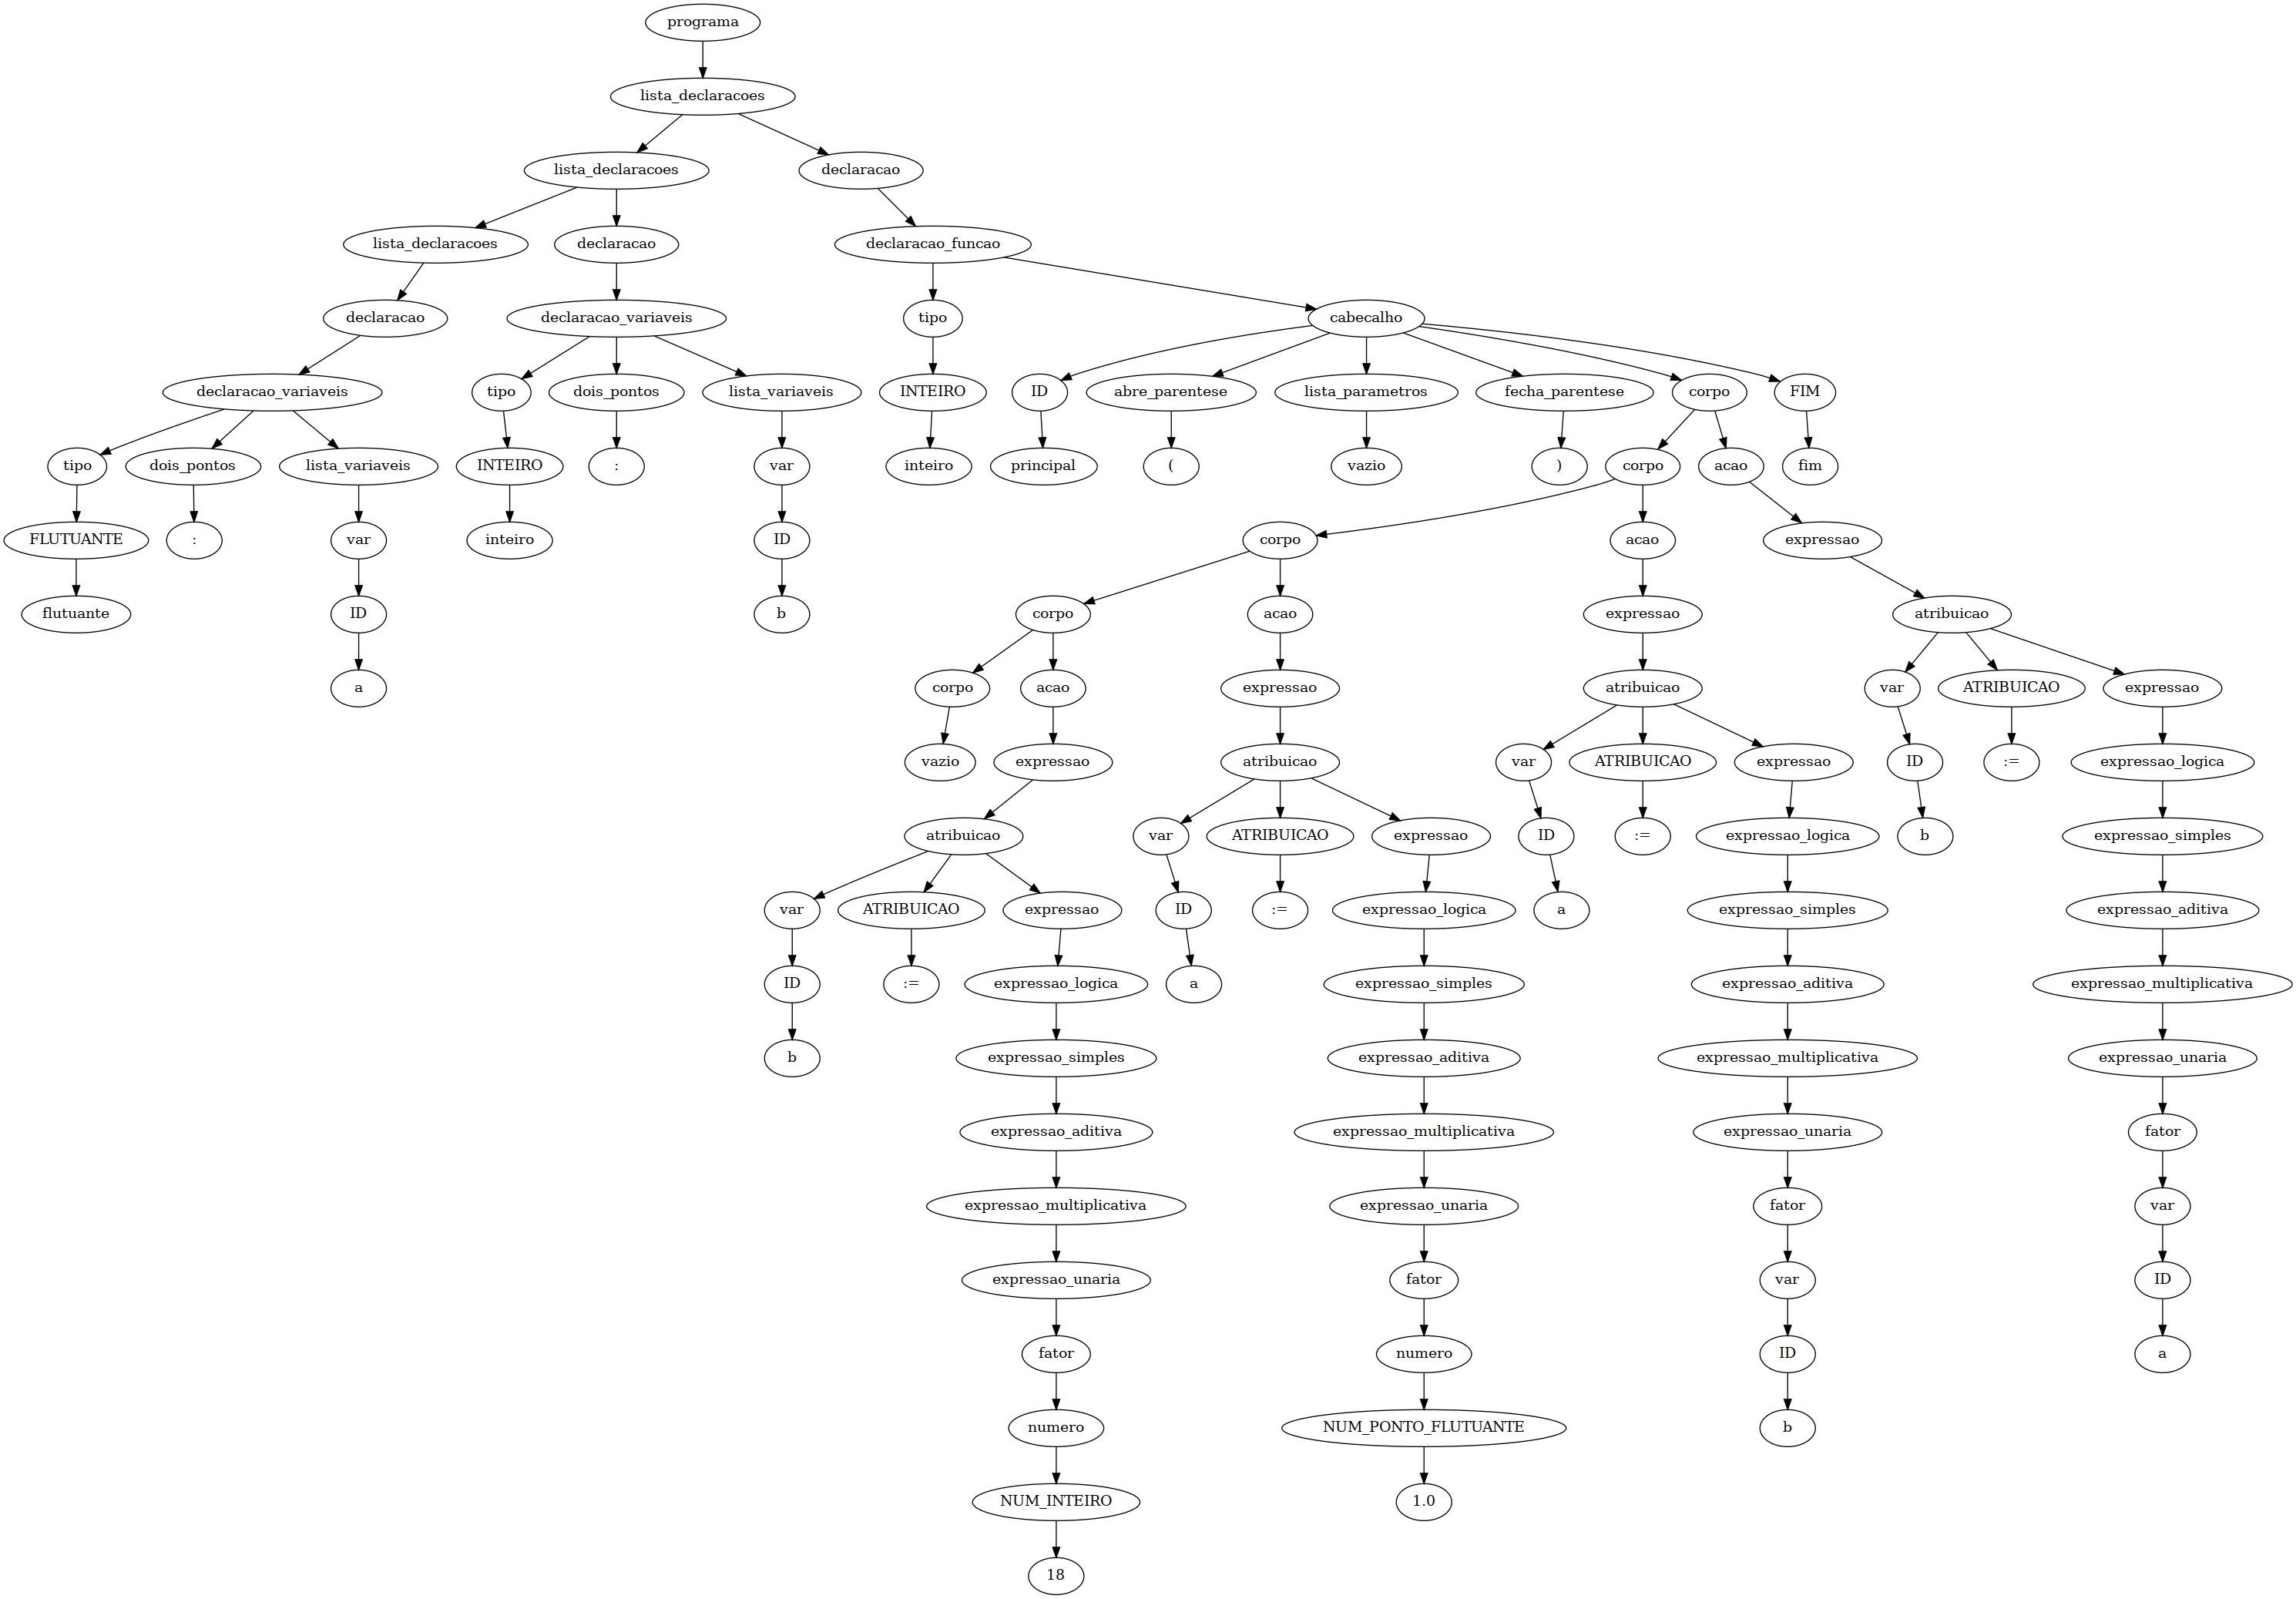 programa
lista_declaracoes
lista_declaracoes declaracao
lista_declaracoes declaracao declaracao_funcao
declaracao declaracao_variaveis tipo cabecalho
declaracao_variaveis tipo dois_pontos lista_variaveis INTEIRO ID abre_parentese lista_parametros fecha_parentese corpo FIM
tipo dois_pontos lista_variaveis INTEIRO : var inteiro principal ( vazio ) corpo acao fim
FLUTUANTE : var inteiro ID corpo acao expressao
flutuante ID b corpo acao expressao atribuicao
a corpo acao expressao atribuicao var ATRIBUICAO expressao
vazio expressao atribuicao var ATRIBUICAO expressao ID := expressao_logica
atribuicao var ATRIBUICAO expressao ID := expressao_logica b expressao_simples
var ATRIBUICAO expressao ID := expressao_logica a expressao_simples expressao_aditiva
ID := expressao_logica a expressao_simples expressao_aditiva expressao_multiplicativa
b expressao_simples expressao_aditiva expressao_multiplicativa expressao_unaria
expressao_aditiva expressao_multiplicativa expressao_unaria fator
expressao_multiplicativa expressao_unaria fator var
expressao_unaria fator var ID
fator numero ID a
numero NUM_PONTO_FLUTUANTE b
NUM_INTEIRO 1.0
18